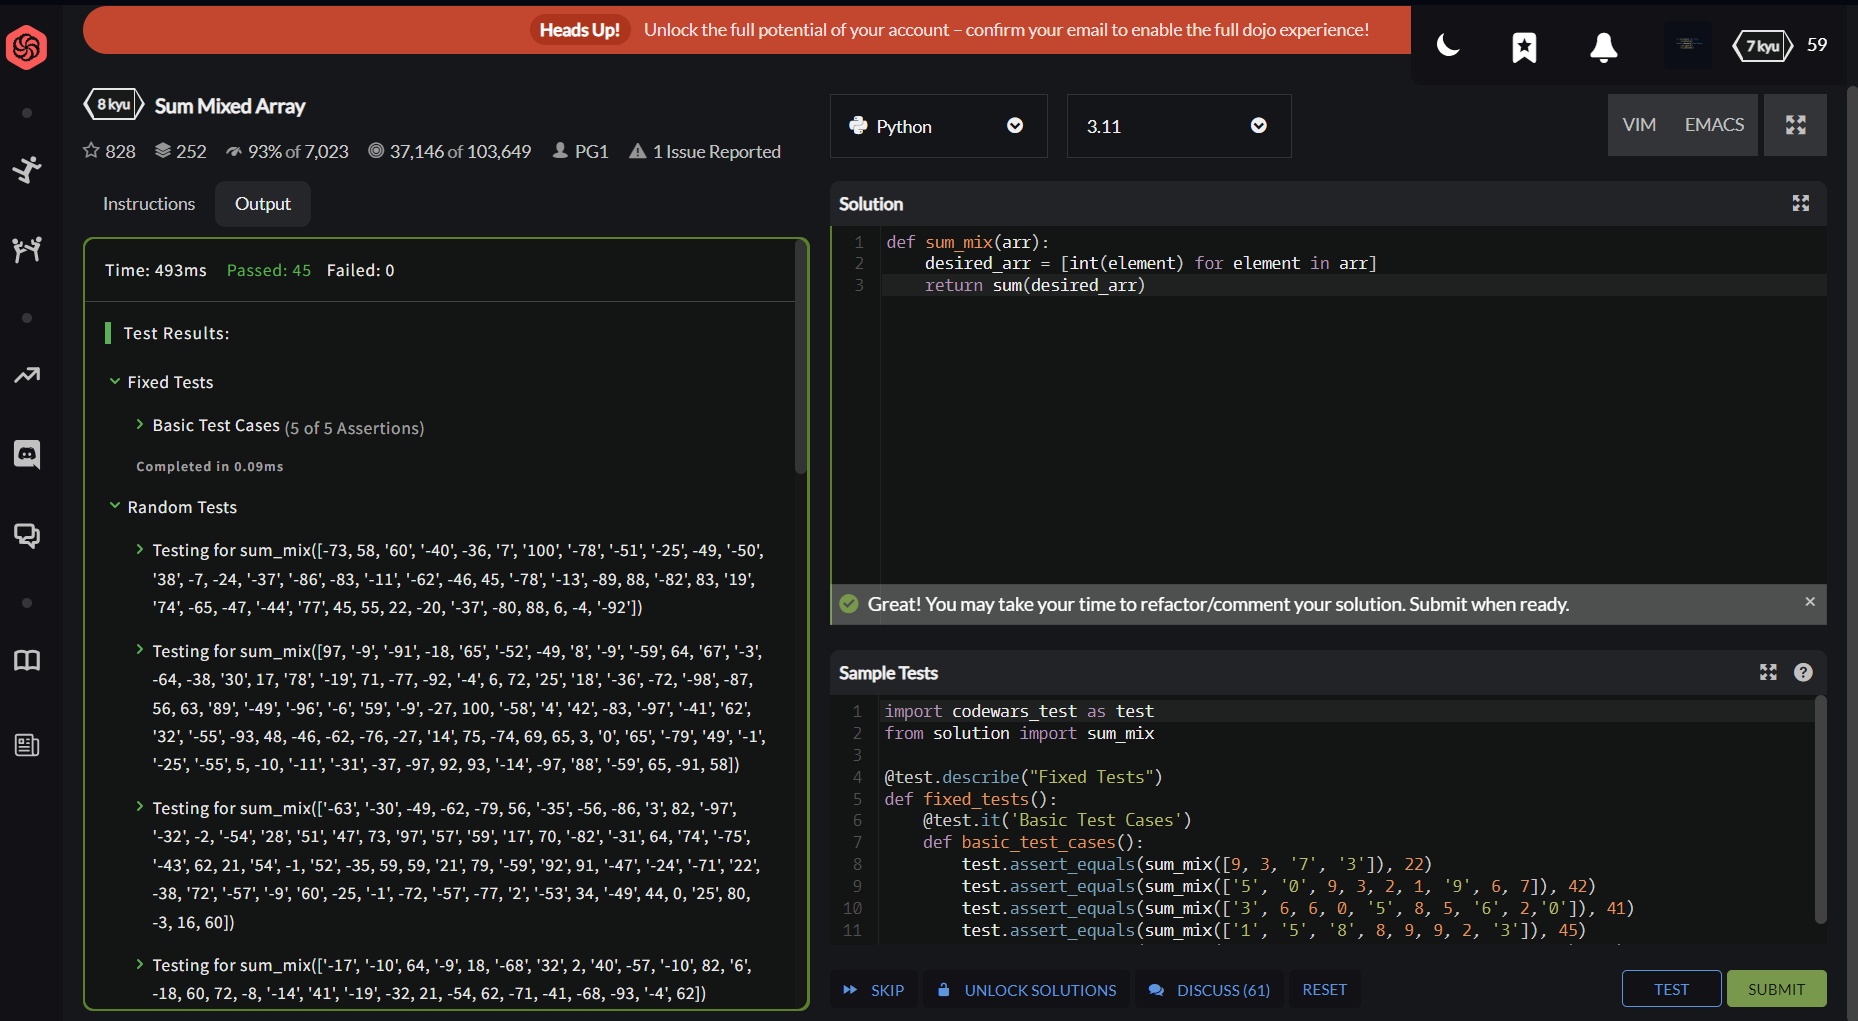 Heads Up! Unlock the full potential of your account – confirm your email to enable the full dojo experience!
7 kyu 59
8 kyu Sum Mixed Array
828 252 93% of 7,023 37,146 of 103,649 PG1 1 Issue Reported
Instructions Output
Time: 493ms Passed: 45 Failed: 0
Test Results:
Fixed Tests
Basic Test Cases (5 of 5 Assertions)
Completed in 0.09ms
Random Tests
Testing for sum_mix([-73, 58, '60', '-40', -36, '7', '100', '-78', '-51', '-25', -49, '-50',
'38', -7, -24, '-37', '-86', -83, '-11', '-62', -46, 45, '-78', '-13', -89, 88, '-82', 83, '19',
'74', -65, -47, '-44', '77', 45, 55, 22, -20, '-37', -80, 88, 6, -4, '-92'])
Testing for sum_mix([97, '-9', '-91', -18, '65', '-52', -49, '8', '-9', '-59', 64, '67', '-3',
-64, -38, '30', 17, '78', '-19', 71, -77, -92, '-4', 6, 72, '25', '18', '-36', -72, '-98', -87,
56, 63, '89', '-49', '-96', '-6', '59', '-9', -27, 100, '-58', '4', '42', -83, '-97', '-41', '62',
'32', '-55', -93, 48, -46, -62, -76, -27, '14', 75, -74, 69, 65, 3, '0', '65', '-79', '49', '-1',
'-25', '-55', 5, -10, '-11', '-31', -37, -97, 92, 93, '-14', -97, '88', '-59', 65, -91, 58])
Testing for sum_mix(['-63', '-30', -49, -62, -79, 56, '-35', -56, -86, '3', 82, '-97',
'-32', -2, '-54', '28', '51', '47', 73, '97', '57', '59', '17', 70, '-82', '-31', 64, '74', '-75',
'-43', 62, 21, '54', -1, '52', -35, 59, 59, '21', 79, '-59', '92', 91, '-47', '-24', '-71', '22',
-38, '72', '-57', '-9', '60', -25, '-1', -72, '-57', -77, '2', '-53', 34, '-49', 44, 0, '25', 80,
-3, 16, 60])
Testing for sum_mix(['-17', '-10', 64, '-9', 18, '-68', '32', 2, '40', -57, '-10', 82, '6',
-18, 60, 72, -8, '-14', '41', '-19', -32, 21, -54, 62, -71, -41, -68, -93, '-4', 62])
Python 3.11 VIM EMACS
Solution
1 def sum_mix(arr):
2 desired_arr = [int(element) for element in arr]
3 return sum(desired_arr)
Great! You may take your time to refactor/comment your solution. Submit when ready. ×
Sample Tests ?
1 import codewars_test as test
2 from solution import sum_mix
3
4 @test.describe("Fixed Tests")
5 def fixed_tests():
6 @test.it('Basic Test Cases')
7 def basic_test_cases():
8 test.assert_equals(sum_mix([9, 3, '7', '3']), 22)
9 test.assert_equals(sum_mix(['5', '0', 9, 3, 2, 1, '9', 6, 7]), 42)
10 test.assert_equals(sum_mix(['3', 6, 6, 0, '5', 8, 5, '6', 2,'0']), 41)
11 test.assert_equals(sum_mix(['1', '5', '8', 8, 9, 9, 2, '3']), 45)
SKIP UNLOCK SOLUTIONS DISCUSS (61) RESET TEST SUBMIT